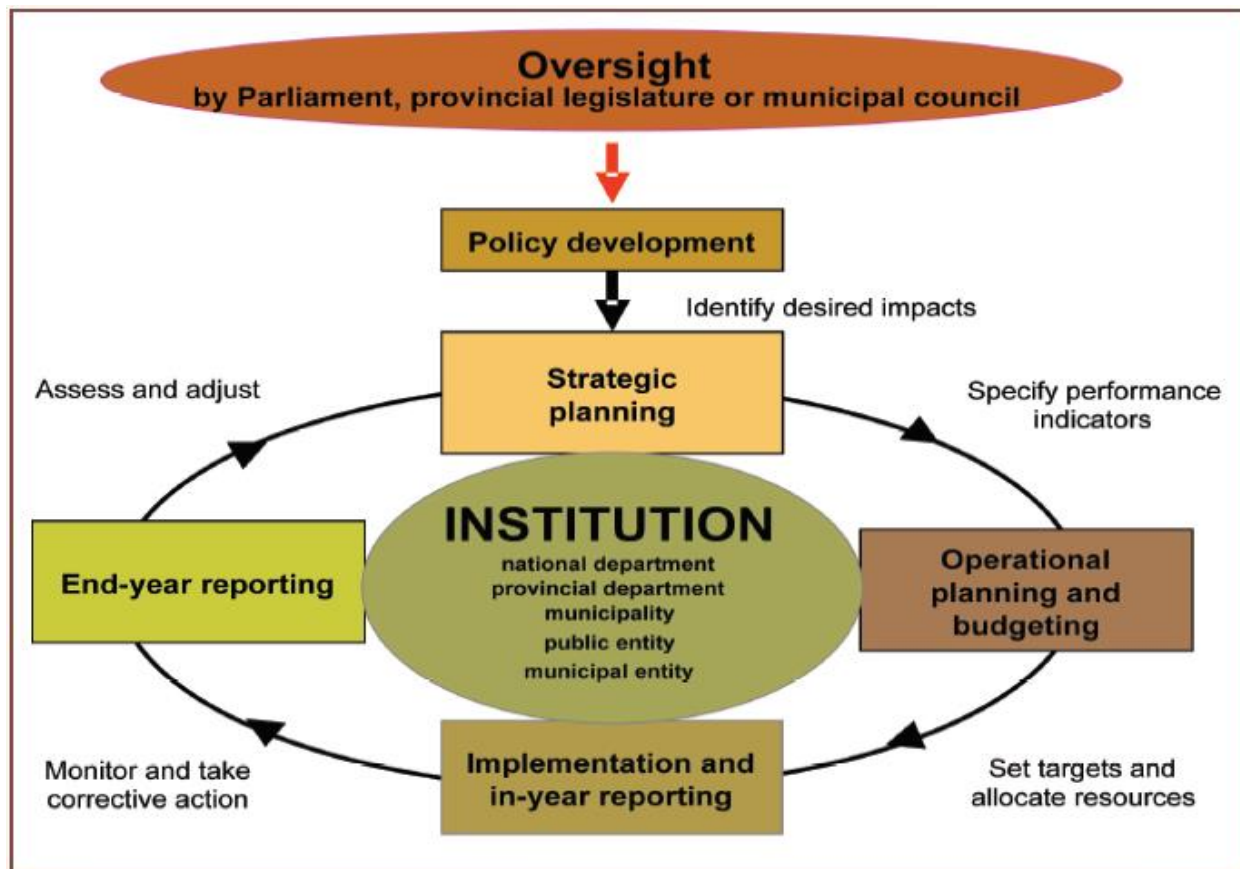 Oversight
by Parliament, provincial legislature or municipal council
Policy development
Identify desired impacts
Strategic
planning
Assess and adjust
Specify performance
indicators
INSTITUTION
national department
provincial department
municipality
public entity
municipal entity
End-year reporting
Operational
planning and
budgeting
Implementation and
in-year reporting
Monitor and take
corrective action
Set targets and
allocate resources